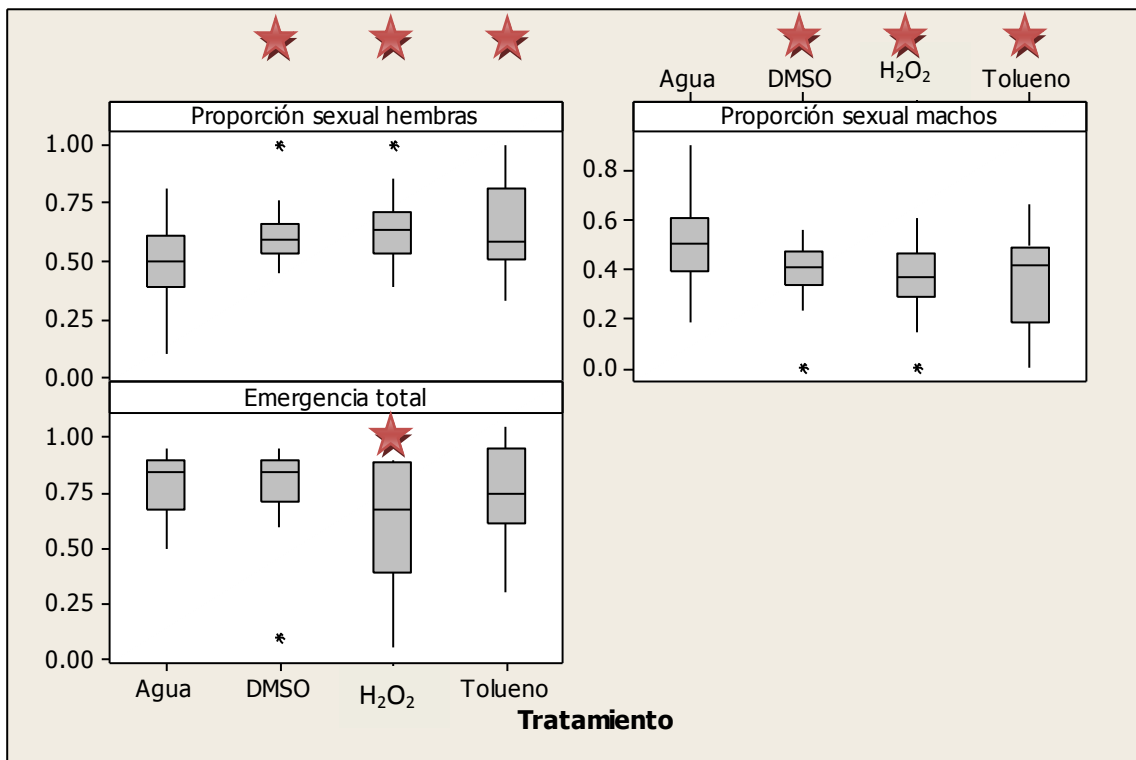 Agua DMSO H₂O₂ Tolueno
Proporción sexual hembras
1.00
0.75
0.50
0.25
0.00
Proporción sexual machos
0.8
0.6
0.4
0.2
0.0
Emergencia total
1.00
0.75
0.50
0.25
0.00
Agua DMSO H₂O₂ Tolueno
Tratamiento